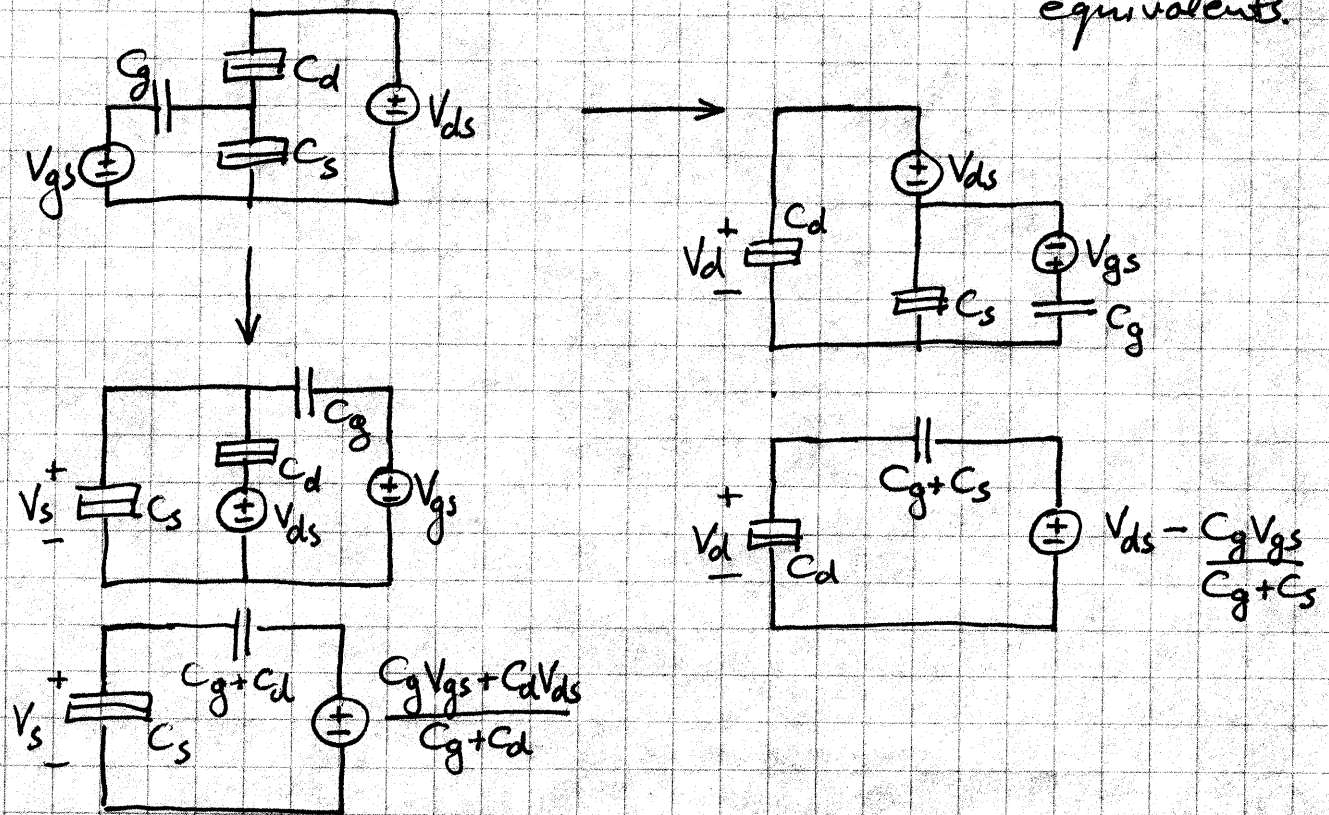 equivalents.
Cg
Cd
Vds
Vgs
Cs
Vds
Cd
+
Vd
−
Vgs
Cs
Cg
Cg
+
Vs
−
Cs
Cd
Vds
Vgs
Cg+Cs
+
Vd
−
Cd
Vds − CgVgs
Cg+Cs
Cg+Cd
+
Vs
−
Cs
CgVgs+CdVds
Cg+Cd